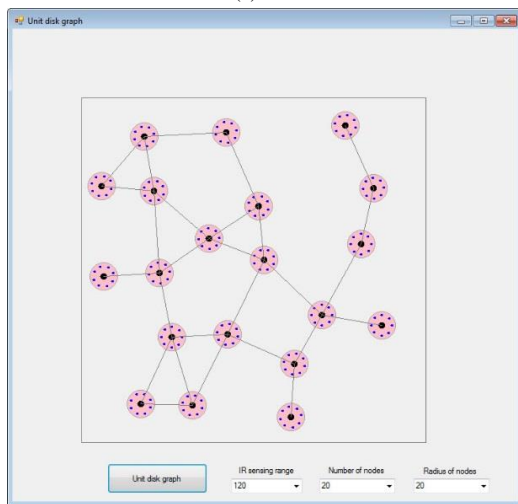 Unit disk graph
Unit disk graph
IR sensing range
120
Number of nodes
20
Radius of nodes
20